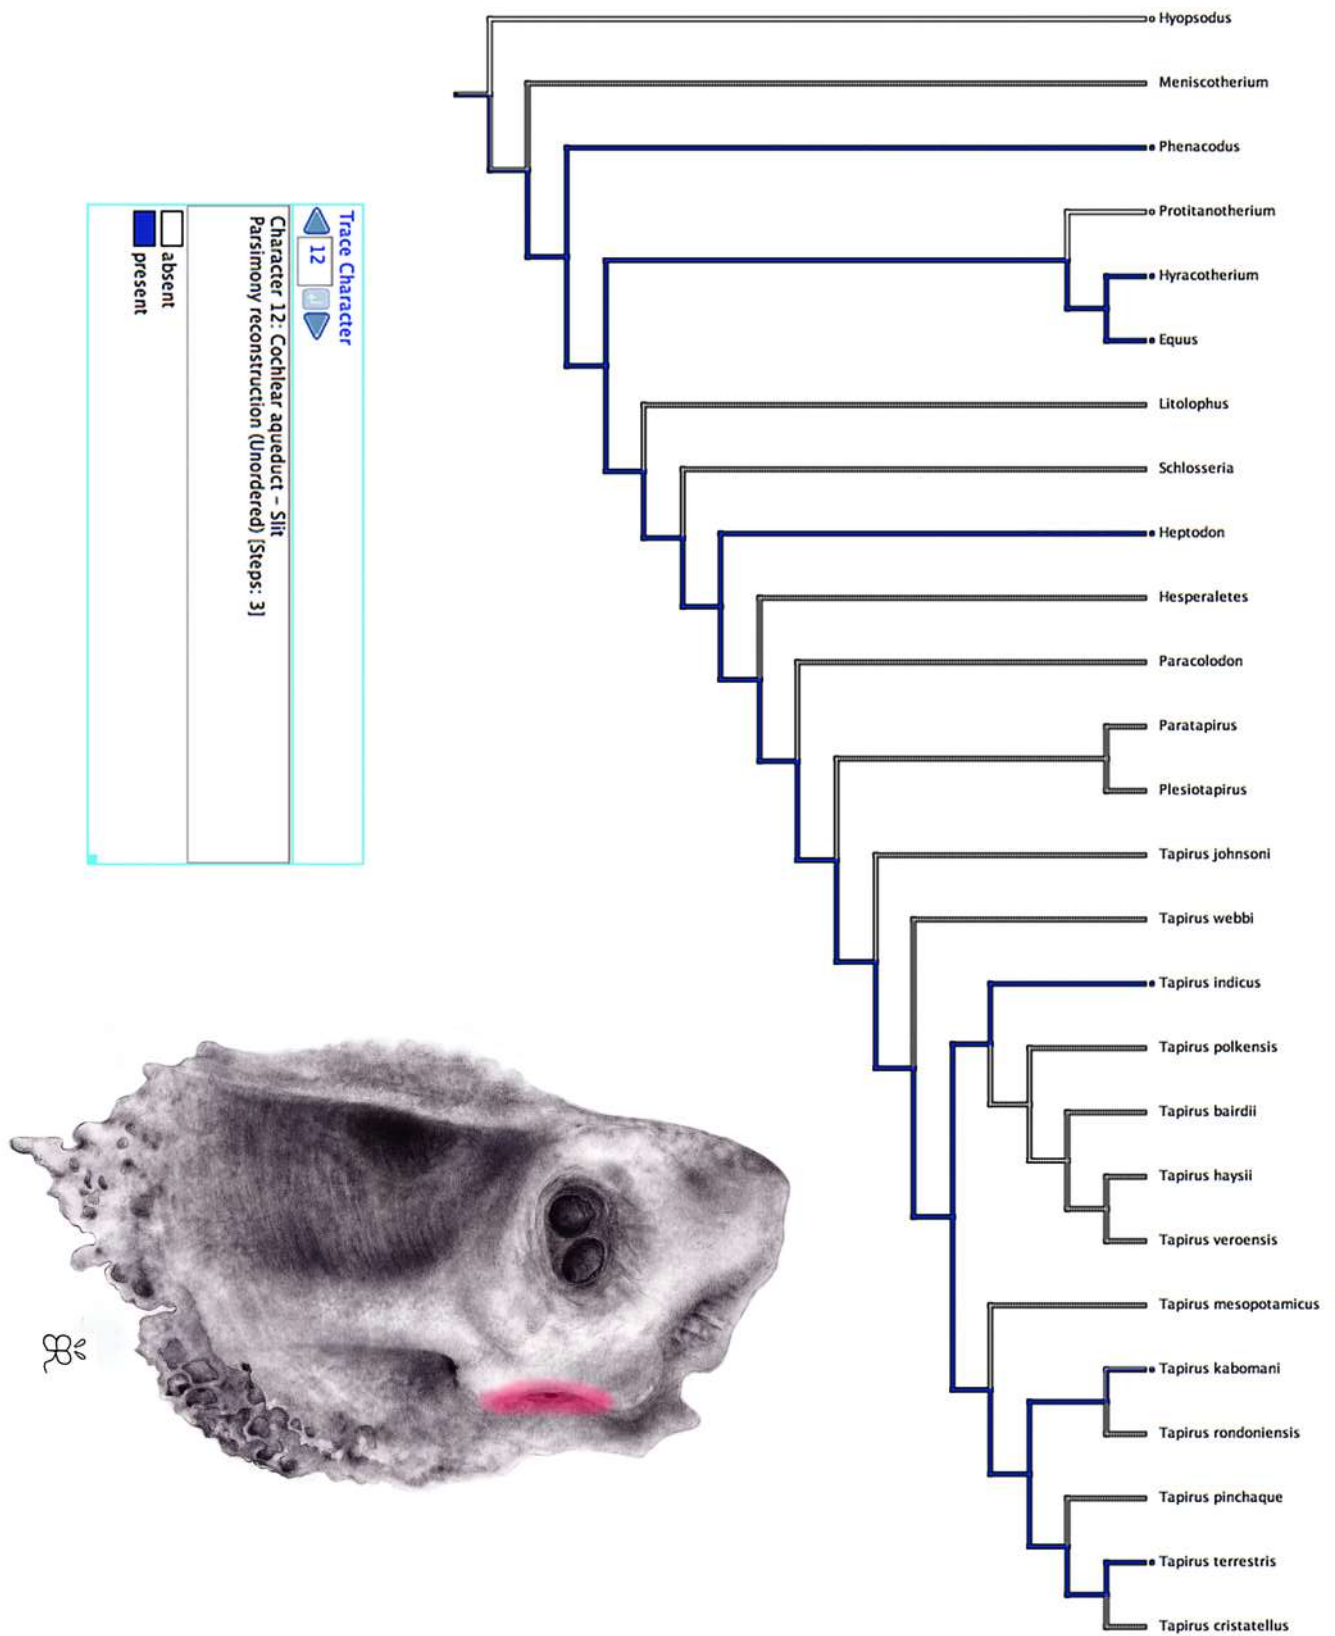 Hyopsodus
Meniscotherium
Phenacodus
Protitanotherium
Hyracotherium
Equus
Litolophus
Schlosseria
Heptodon
Hesperaletes
Paracolodon
Paratapirus
Plesiotapirus
Tapirus johnsoni
Tapirus webbi
Tapirus indicus
Tapirus polkensis
Tapirus bairdii
Tapirus haysii
Tapirus veroensis
Tapirus mesopotamicus
Tapirus kabomani
Tapirus rondoniensis
Tapirus pinchaque
Tapirus terrestris
Tapirus cristatellus
Trace Character
12
Character 12: Cochlear aqueduct - Slit
Parsimony reconstruction (Unordered) [Steps: 3]
absent
present